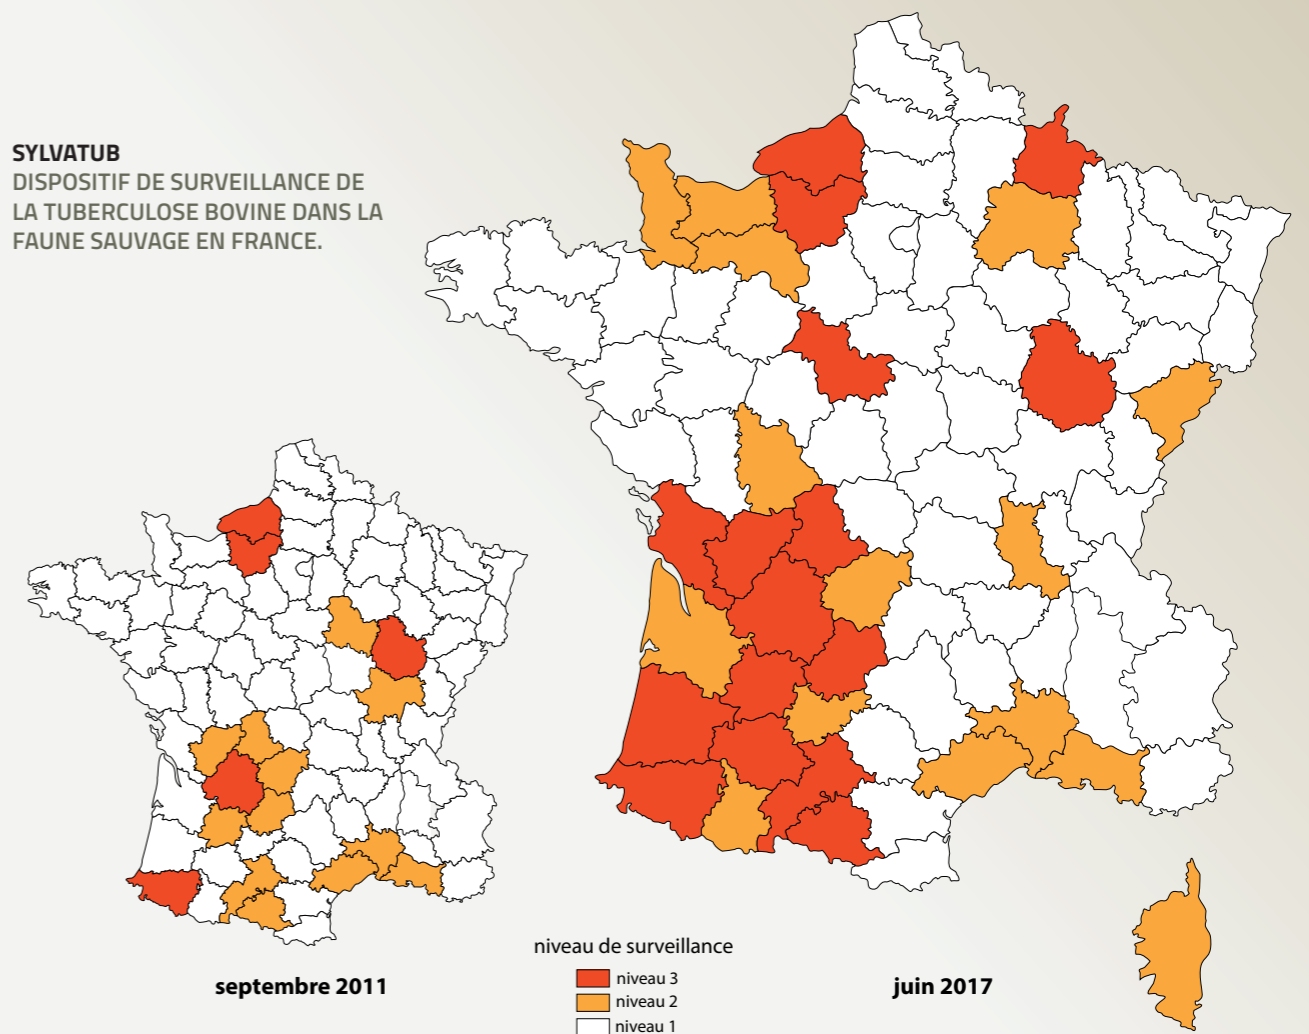 SYLVATUB
DISPOSITIF DE SURVEILLANCE DE
LA TUBERCULOSE BOVINE DANS LA
FAUNE SAUVAGE EN FRANCE.
septembre 2011
niveau de surveillance
niveau 3
niveau 2
niveau 1
juin 2017